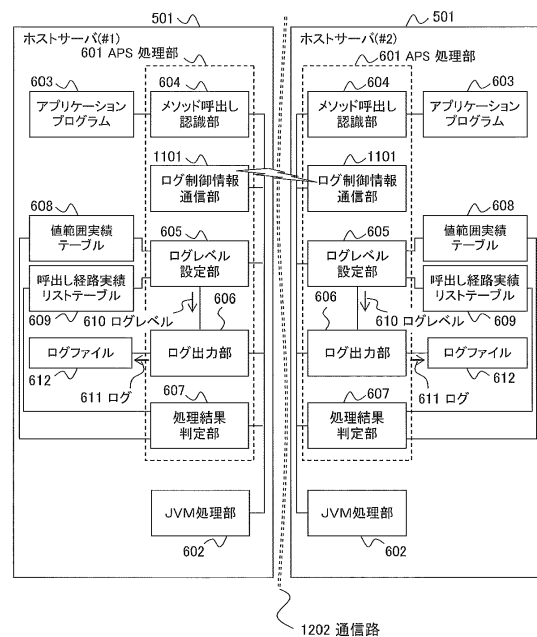 501
ホストサーバ(#1)
601 APS 処理部
603
アプリケーション
プログラム
604
メソッド呼出し
認識部
1101
ログ制御情報
通信部
608
値範囲実績
テーブル
605
ログレベル
設定部
呼出し経路実績
リストテーブル
609
610 ログレベル
606
ログ出力部
ログファイル
612
611 ログ
607
処理結果
判定部
JVM処理部
602
501
ホストサーバ(#2)
601 APS 処理部
604
メソッド呼出し
認識部
603
アプリケーション
プログラム
1101
ログ制御情報
通信部
605
ログレベル
設定部
608
値範囲実績
テーブル
呼出し経路実績
リストテーブル
609
606
610 ログレベル
ログ出力部
ログファイル
612
611 ログ
607
処理結果
判定部
JVM処理部
602
1202 通信路